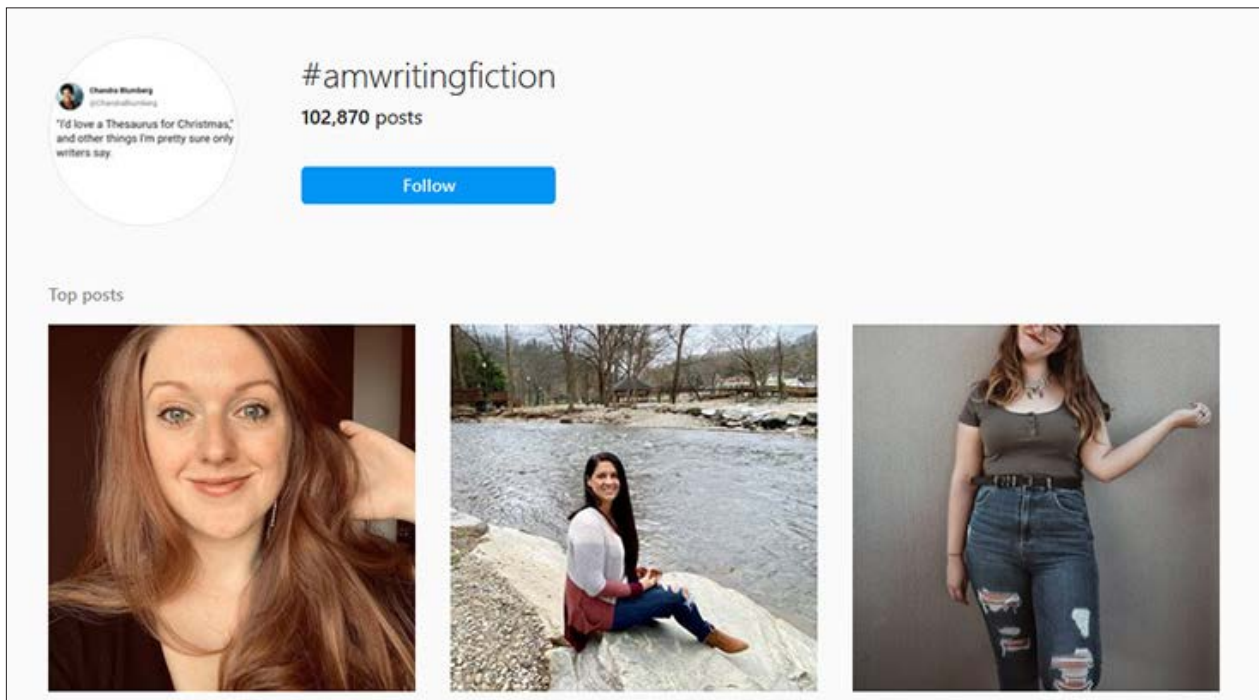 Chandra Blumberg
@ChandraBlumberg
"I'd love a Thesaurus for Christmas,"
and other things I'm pretty sure only
writers say.
#amwritingfiction
102,870 posts
Follow
Top posts